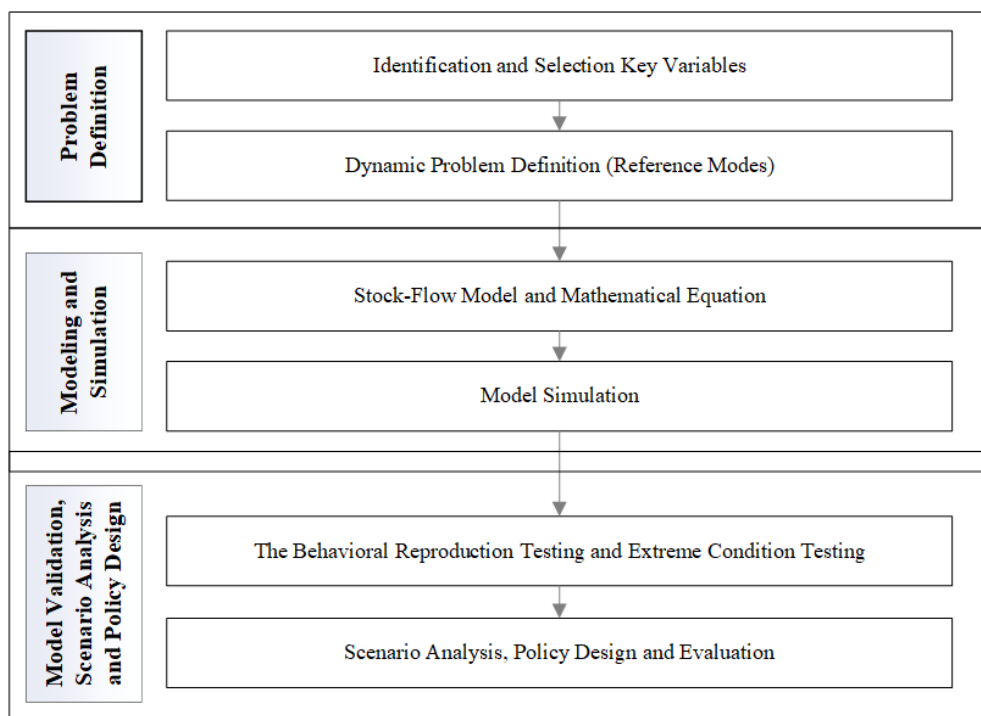 Problem
Definition
Identification and Selection Key Variables
Dynamic Problem Definition (Reference Modes)
Modeling and
Simulation
Stock-Flow Model and Mathematical Equation
Model Simulation
Model Validation,
Scenario Analysis
and Policy Design
The Behavioral Reproduction Testing and Extreme Condition Testing
Scenario Analysis, Policy Design and Evaluation